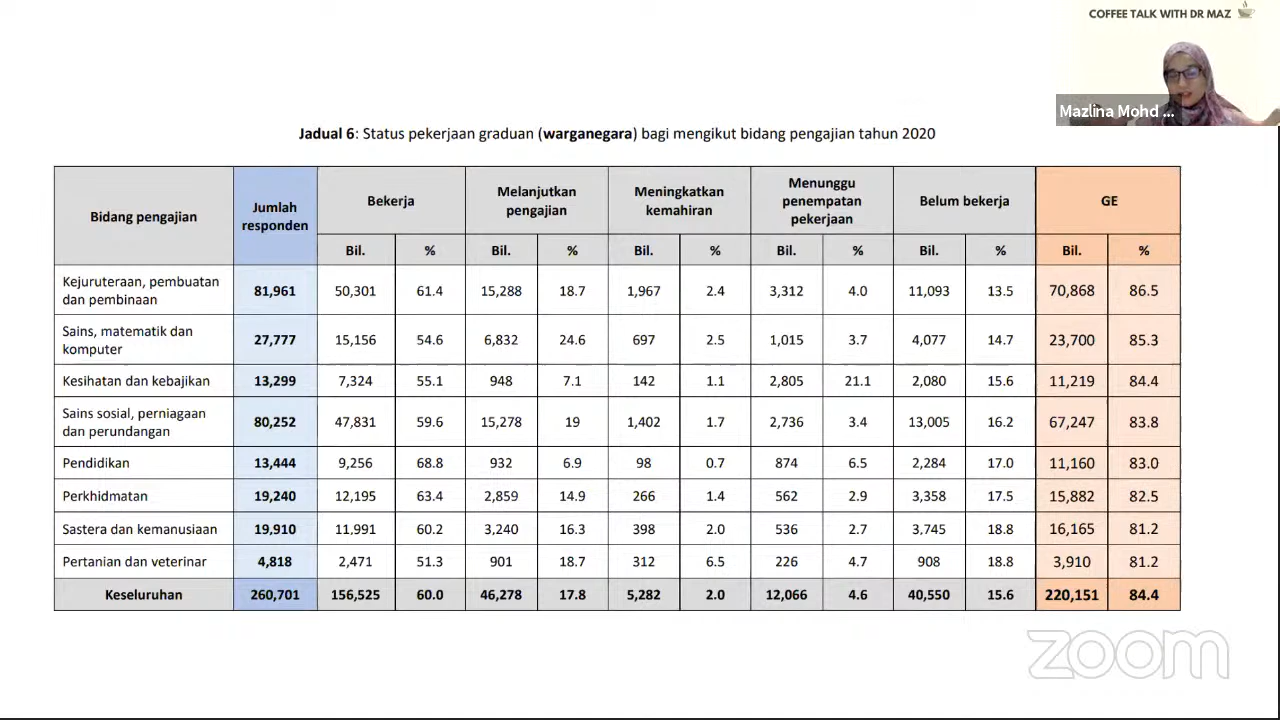 COFFEE TALK WITH DR MAZ
Mazlina Mohd ...
Jadual 6: Status pekerjaan graduan (warganegara) bagi mengikut bidang pengajian tahun 2020
Bidang pengajian
Jumlah
responden
Bekerja
Melanjutkan
pengajian
Meningkatkan
kemahiran
Menunggu
penempatan
pekerjaan
Belum bekerja
GE
Bil. % Bil. % Bil. % Bil. % Bil. % Bil. %
Kejuruteraan, pembuatan
dan pembinaan
81,961 50,301 61.4 15,288 18.7 1,967 2.4 3,312 4.0 11,093 13.5 70,868 86.5
Sains, matematik dan
komputer
27,777 15,156 54.6 6,832 24.6 697 2.5 1,015 3.7 4,077 14.7 23,700 85.3
Kesihatan dan kebajikan 13,299 7,324 55.1 948 7.1 142 1.1 2,805 21.1 2,080 15.6 11,219 84.4
Sains sosial, perniagaan
dan perundangan
80,252 47,831 59.6 15,278 19 1,402 1.7 2,736 3.4 13,005 16.2 67,247 83.8
Pendidikan 13,444 9,256 68.8 932 6.9 98 0.7 874 6.5 2,284 17.0 11,160 83.0
Perkhidmatan 19,240 12,195 63.4 2,859 14.9 266 1.4 562 2.9 3,358 17.5 15,882 82.5
Sastera dan kemanusiaan 19,910 11,991 60.2 3,240 16.3 398 2.0 536 2.7 3,745 18.8 16,165 81.2
Pertanian dan veterinar 4,818 2,471 51.3 901 18.7 312 6.5 226 4.7 908 18.8 3,910 81.2
Keseluruhan 260,701 156,525 60.0 46,278 17.8 5,282 2.0 12,066 4.6 40,550 15.6 220,151 84.4
zoom